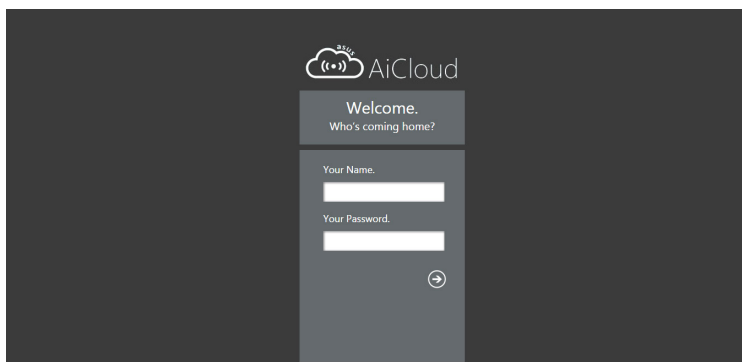 asus
AiCloud
Welcome.
Who's coming home?
Your Name.
Your Password.